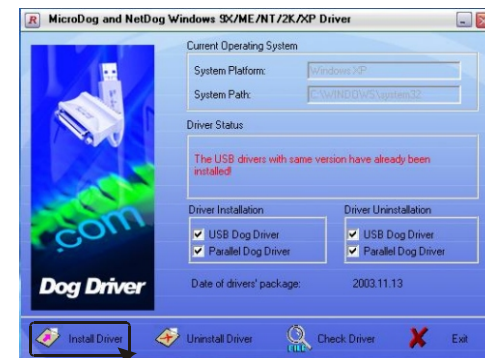 MicroDog and NetDog Windows 9X/ME/NT/2K/XP Driver
Current Operating System
System Platform: Windows XP
System Path: C:\WINDOWS\system32
Driver Status
The USB drivers with same version have already been
installed!
Driver Installation
Driver Uninstallation
USB Dog Driver
USB Dog Driver
Parallel Dog Driver
Parallel Dog Driver
.com
Dog Driver
Date of drivers' package: 2003.11.13
Install Driver
Uninstall Driver
Check Driver
Exit